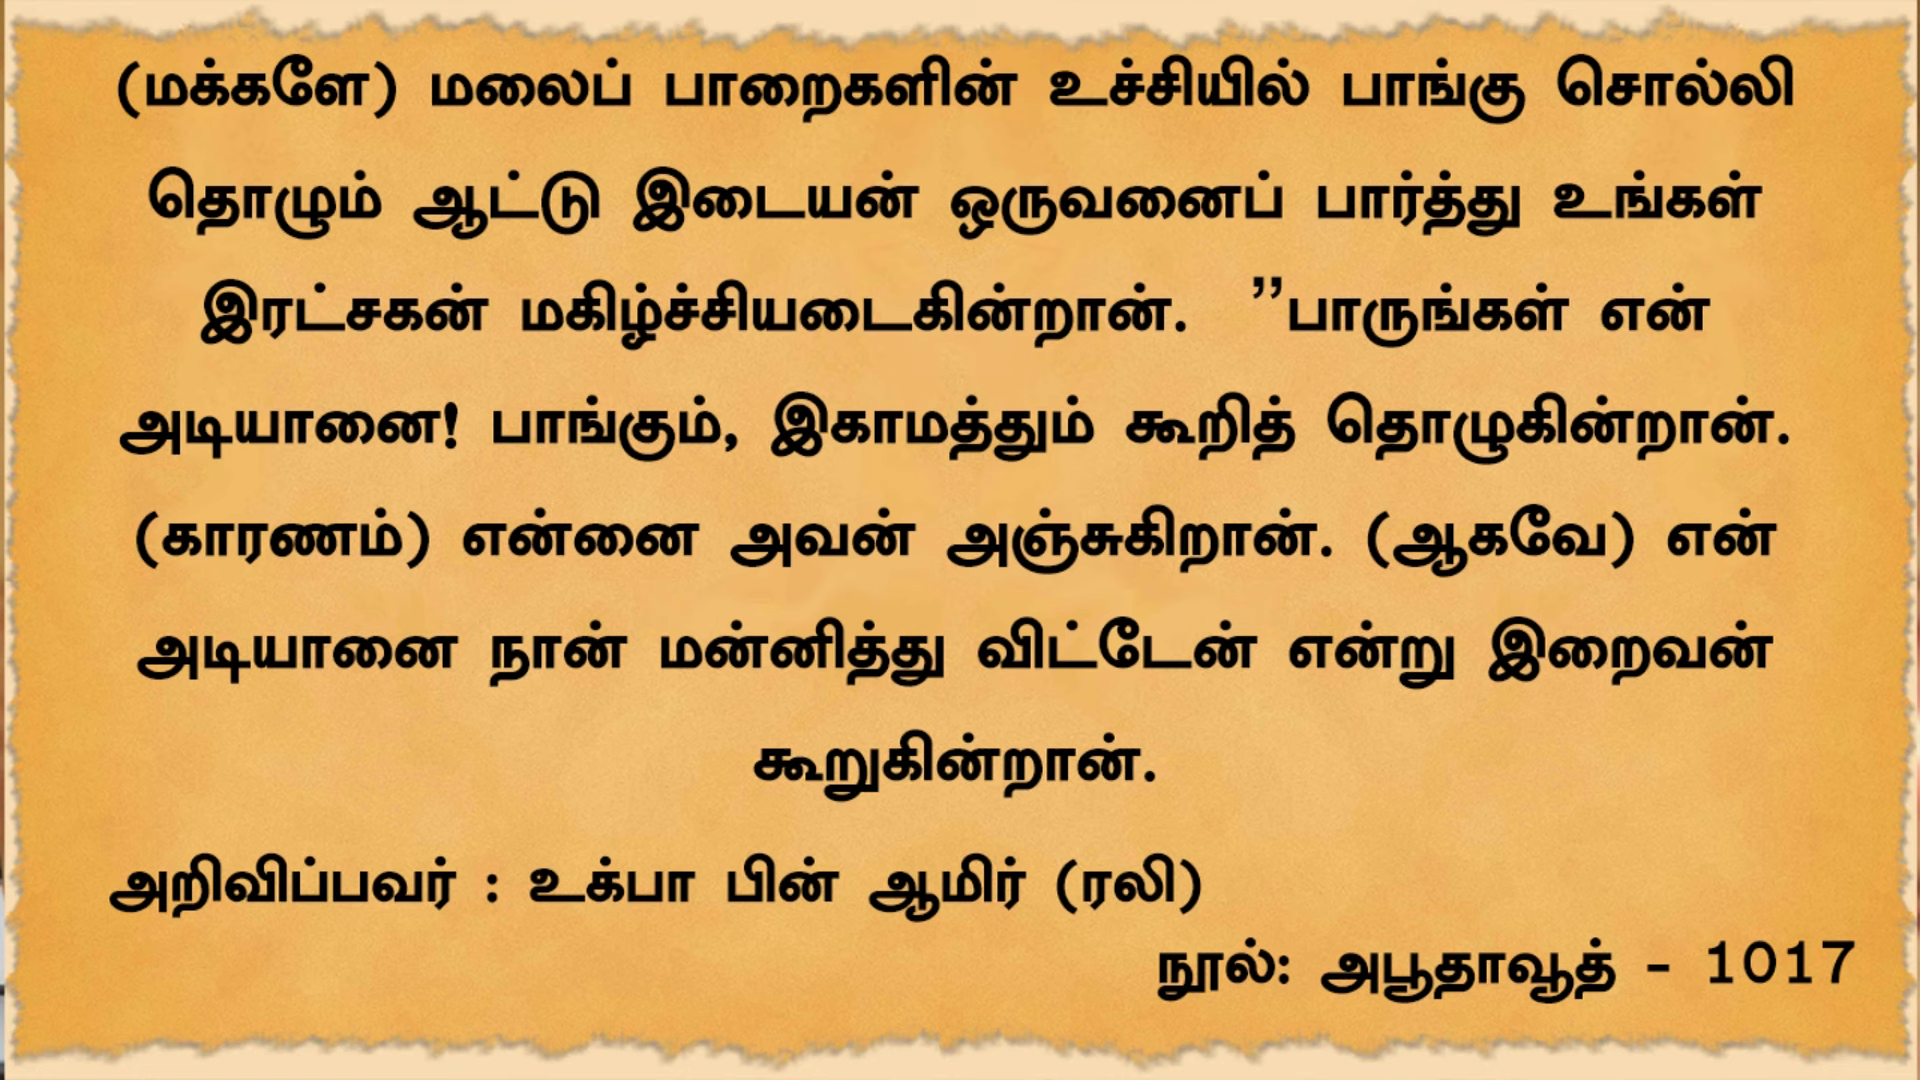 (மக்களே) மலைப் பாறைகளின் உச்சியில் பாங்கு சொல்லி
தொழும் ஆட்டு இடையன் ஒருவனைப் பார்த்து உங்கள்
இரட்சகன் மகிழ்ச்சியடைகின்றான். ”பாருங்கள் என்
அடியானை! பாங்கும், இகாமத்தும் கூறித் தொழுகின்றான்.
(காரணம்) என்னை அவன் அஞ்சுகிறான். (ஆகவே) என்
அடியானை நான் மன்னித்து விட்டேன் என்று இறைவன்
கூறுகின்றான்.
அறிவிப்பவர் : உக்பா பின் ஆமிர் (ரலி)
நூல்: அபூதாவூத் - 1017